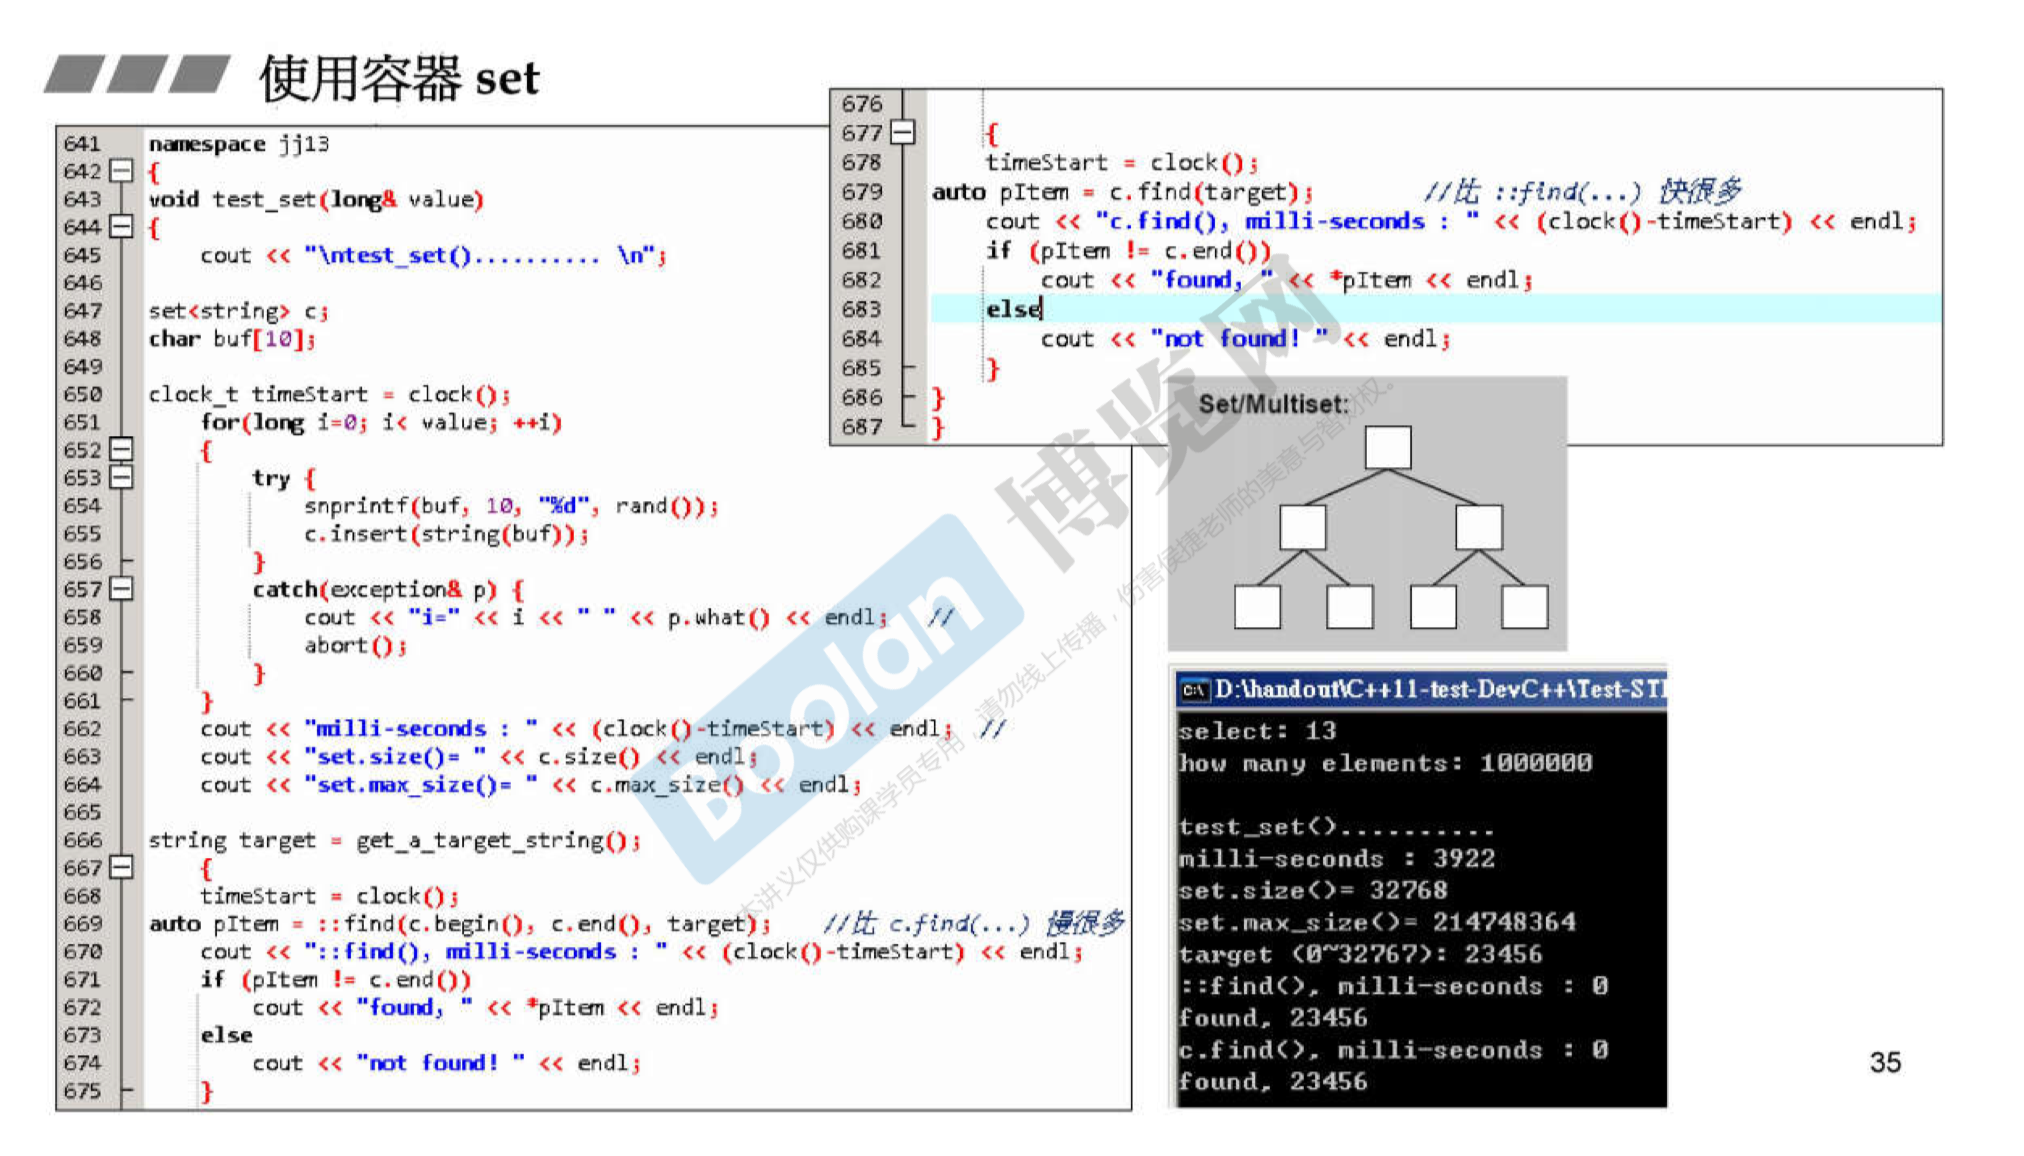 使用容器 set
641 namespace jj13
642 {
643 void test_set(long& value)
644 {
645 cout << "\ntest_set().......... \n";
646
647 set<string> c;
648 char buf[10];
649
650 clock_t timeStart = clock();
651 for(long i=0; i< value; ++i)
652 {
653 try {
654 snprintf(buf, 10, "%d", rand());
655 c.insert(string(buf));
656 }
657 catch(exception& p) {
658 cout << "i=" << i << " " << p.what() << endl; //
659 abort();
660 }
661 }
662 cout << "milli-seconds : " << (clock()-timeStart) << endl; //
663 cout << "set.size()= " << c.size() << endl;
664 cout << "set.max_size()= " << c.max_size() << endl;
665
666 string target = get_a_target_string();
667 {
668 timeStart = clock();
669 auto pItem = ::find(c.begin(), c.end(), target); //比 c.find(...) 慢很多
670 cout << "::find(), milli-seconds : " << (clock()-timeStart) << endl;
671 if (pItem != c.end())
672 cout << "found, " << *pItem << endl;
673 else
674 cout << "not found! " << endl;
675 }
676
677 {
678 timeStart = clock();
679 auto pItem = c.find(target); //比 ::find(...) 快很多
680 cout << "c.find(), milli-seconds : " << (clock()-timeStart) << endl;
681 if (pItem != c.end())
682 cout << "found, " << *pItem << endl;
683 else
684 cout << "not found! " << endl;
685 }
686 }
687 }
Set/Multiset:
D:\handout\C++11-test-DevC++\Test-STL
select: 13
how many elements: 1000000
test_set()..........
milli-seconds : 3922
set.size()= 32768
set.max_size()= 214748364
target (0~32767): 23456
::find(), milli-seconds : 0
found, 23456
c.find(), milli-seconds : 0
found, 23456
35
Boolan 博览网
本讲义仅供购课学员专用，请勿线上传播，伤害侯捷老师的美意与智财权。